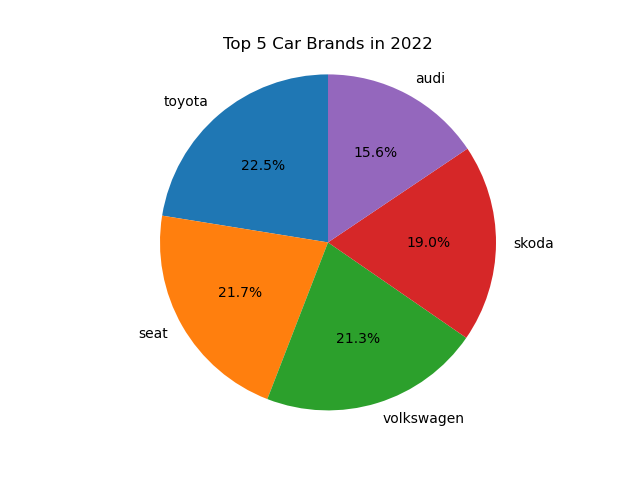 Top 5 Car Brands in 2022
audi
toyota
15.6%
22.5%
19.0%
skoda
21.7%
seat
21.3%
volkswagen